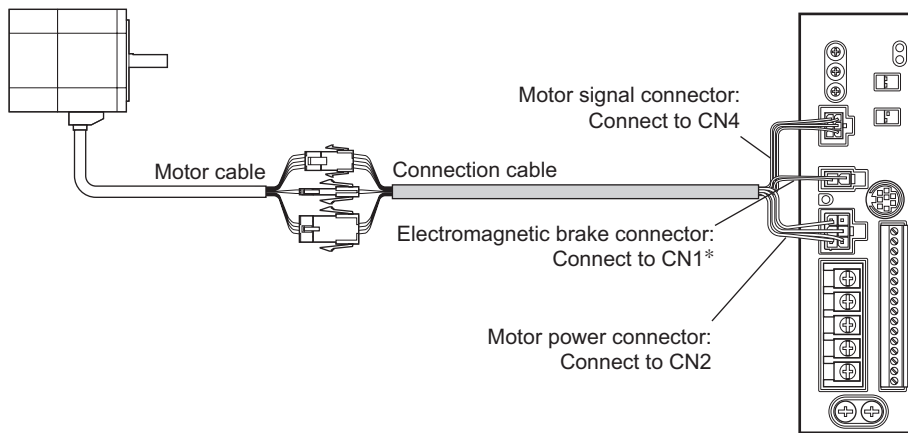 Motor signal connector:
Connect to CN4
Motor cable
Connection cable
Electromagnetic brake connector:
Connect to CN1*
Motor power connector:
Connect to CN2